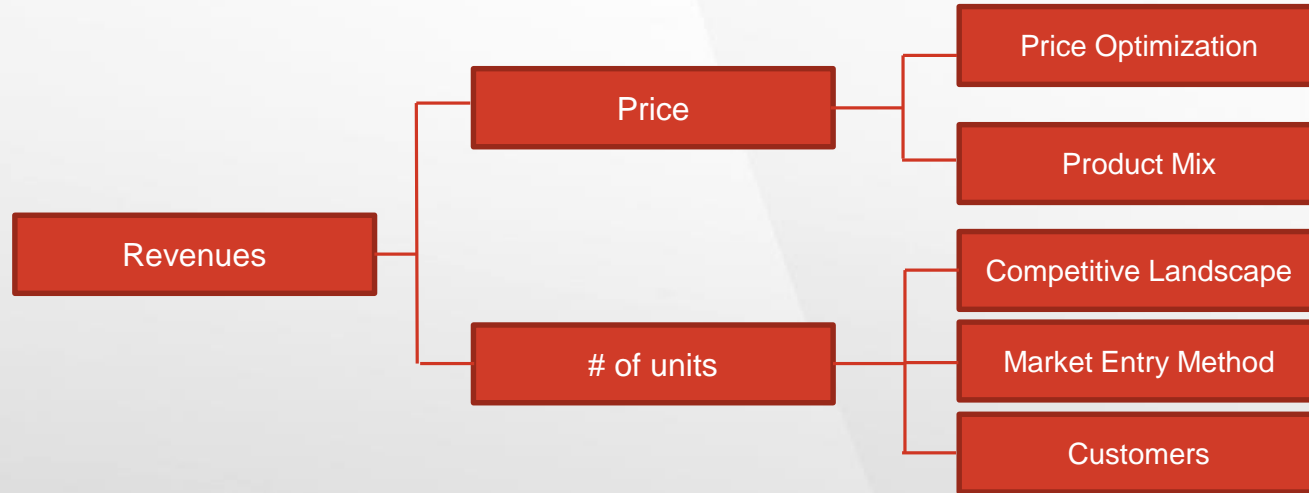 Revenues
Price
# of units
Price Optimization
Product Mix
Competitive Landscape
Market Entry Method
Customers